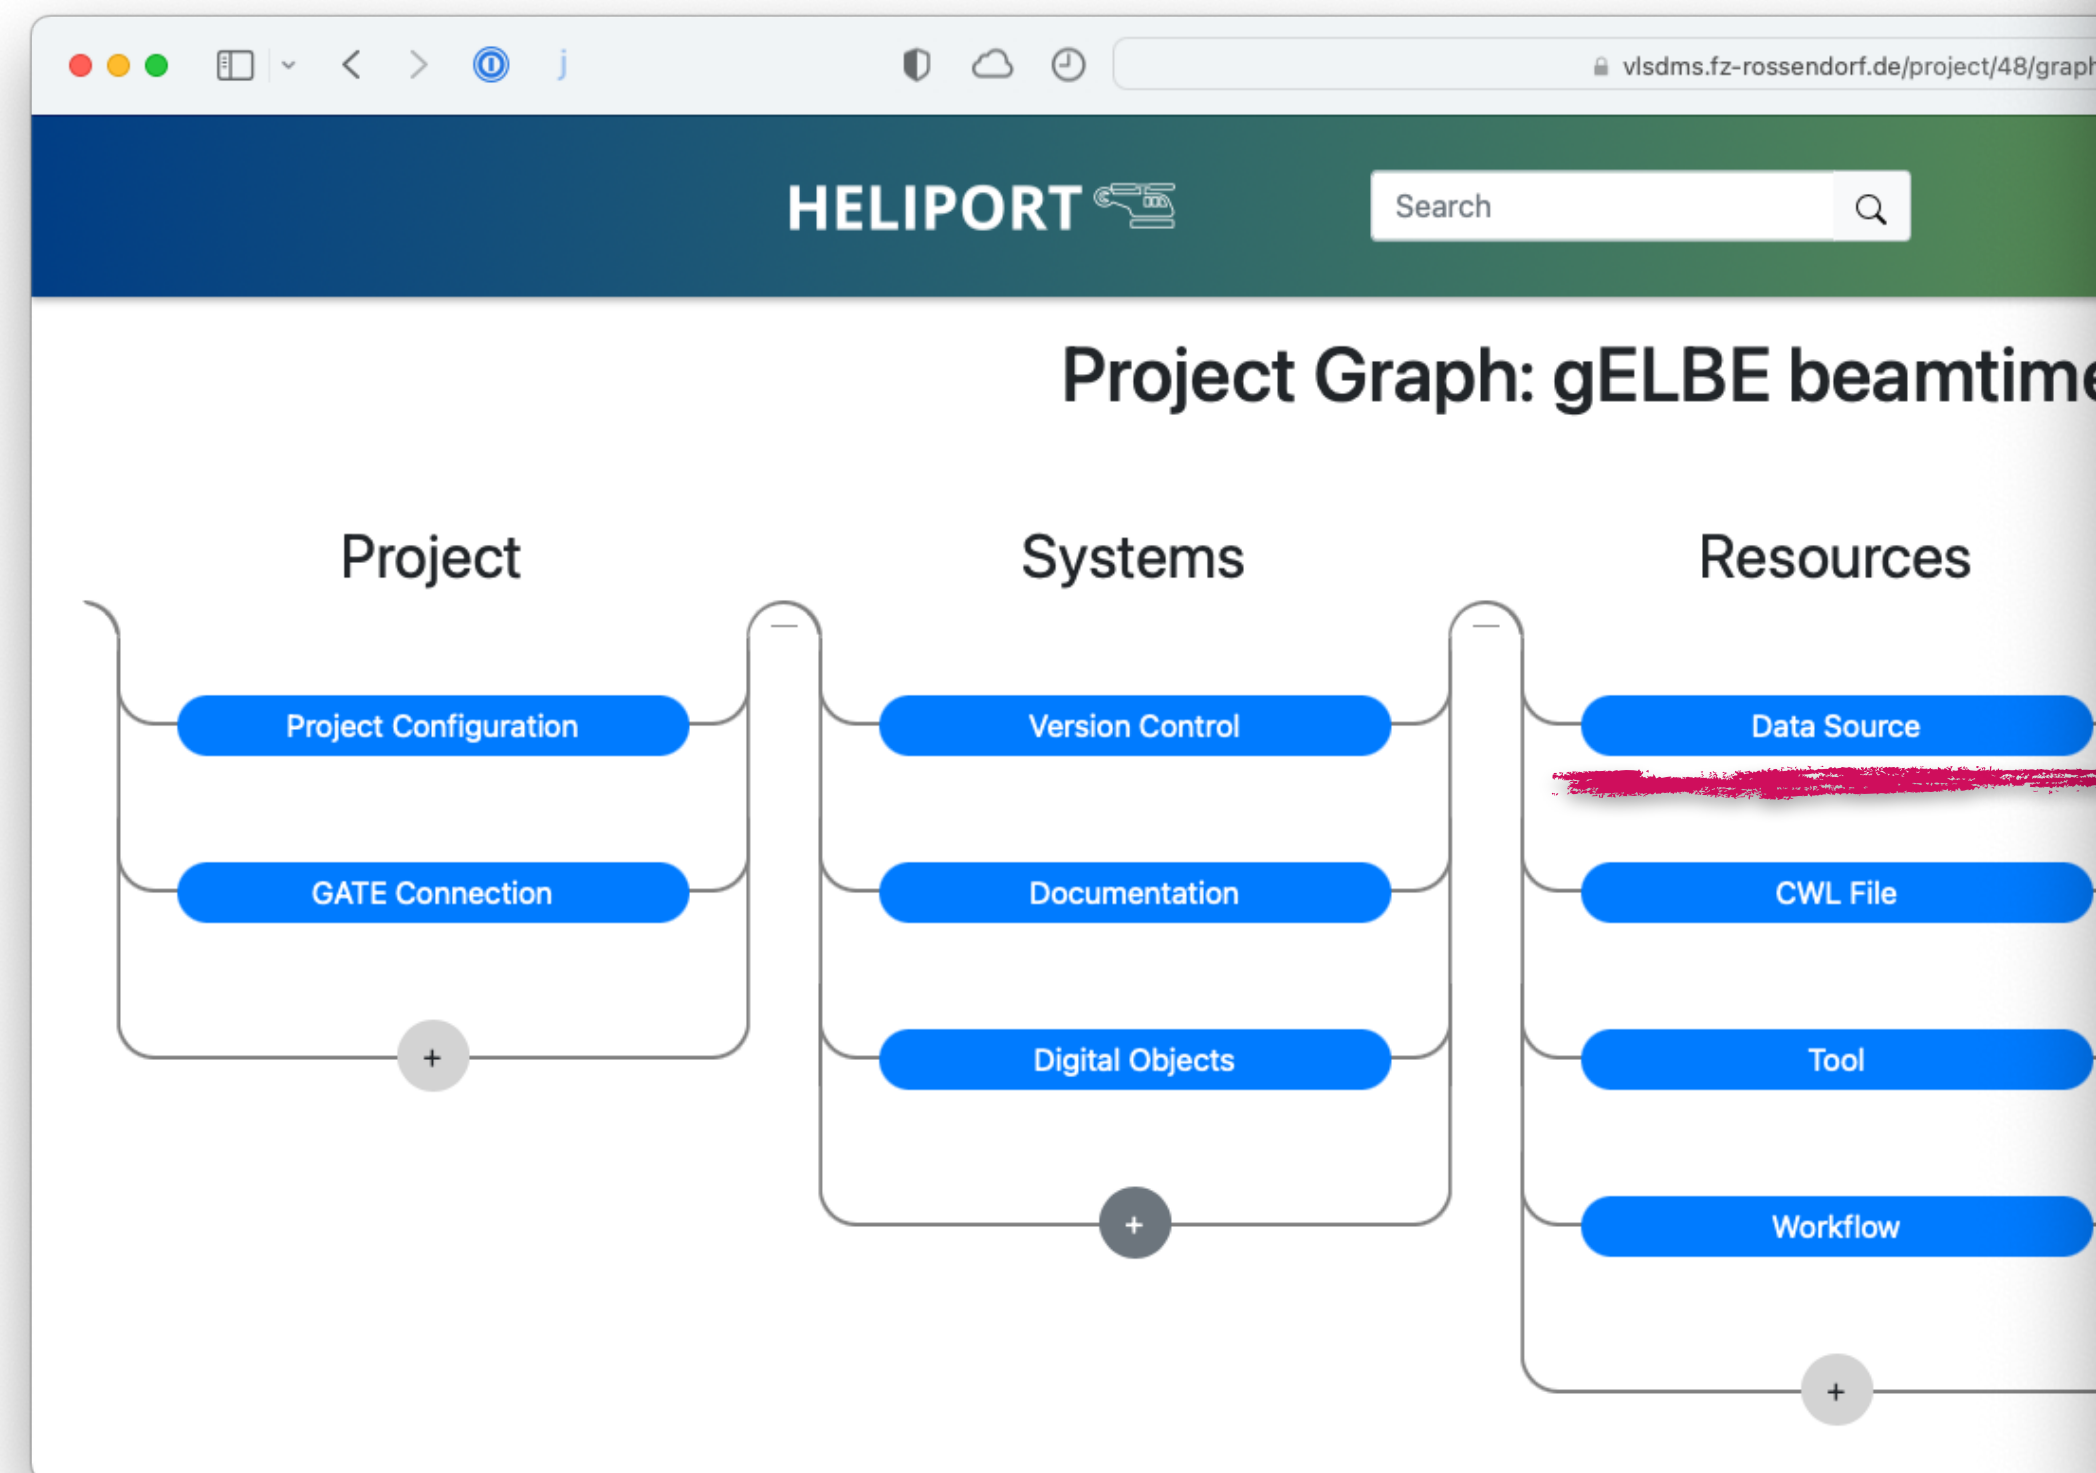 j
vlsdms.fz-rossendorf.de/project/48/graph
HELIPORT
Search
Project Graph: gELBE beamtime
Project
Systems
Resources
Project Configuration
Version Control
Data Source
GATE Connection
Documentation
CWL File
+
Digital Objects
Tool
+
Workflow
+